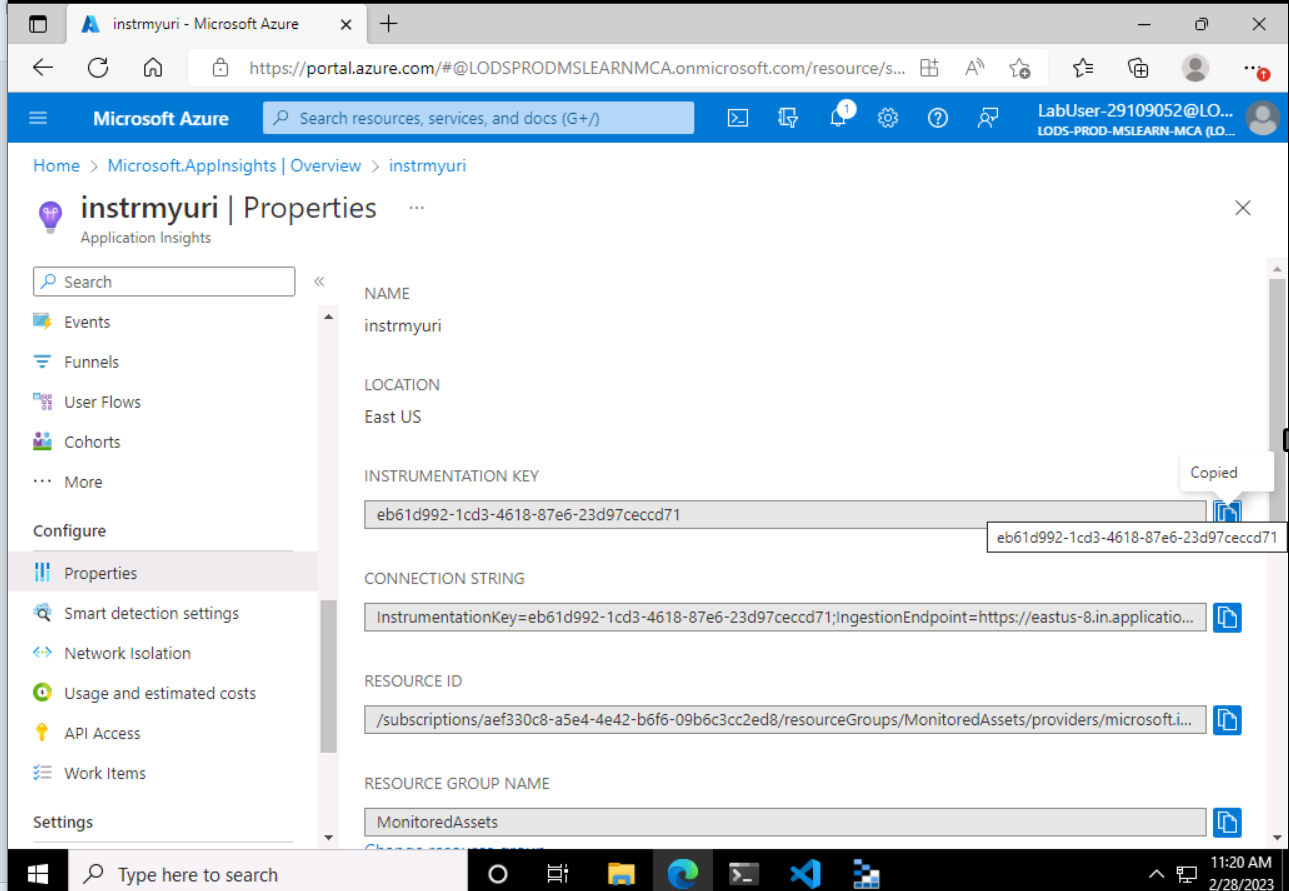 instrmyuri - Microsoft Azure
https://portal.azure.com/#@LODSPRODMSLEARNMCA.onmicrosoft.com/resource/s...
Microsoft Azure
Search resources, services, and docs (G+/)
1
LabUser-29109052@LO...
LODS-PROD-MSLEARN-MCA (LO...
Home > Microsoft.AppInsights | Overview > instrmyuri
instrmyuri | Properties ...
Application Insights
Search
«
Events
Funnels
User Flows
Cohorts
... More
Configure
Properties
Smart detection settings
Network Isolation
Usage and estimated costs
API Access
Work Items
Settings
NAME
instrmyuri
LOCATION
East US
INSTRUMENTATION KEY
Copied
eb61d992-1cd3-4618-87e6-23d97ceccd71
eb61d992-1cd3-4618-87e6-23d97ceccd71
CONNECTION STRING
InstrumentationKey=eb61d992-1cd3-4618-87e6-23d97ceccd71;IngestionEndpoint=https://eastus-8.in.applicatio...
RESOURCE ID
/subscriptions/aef330c8-a5e4-4e42-b6f6-09b6c3cc2ed8/resourceGroups/MonitoredAssets/providers/microsoft.i...
RESOURCE GROUP NAME
MonitoredAssets
Change resource group
Type here to search
11:20 AM
2/28/2023